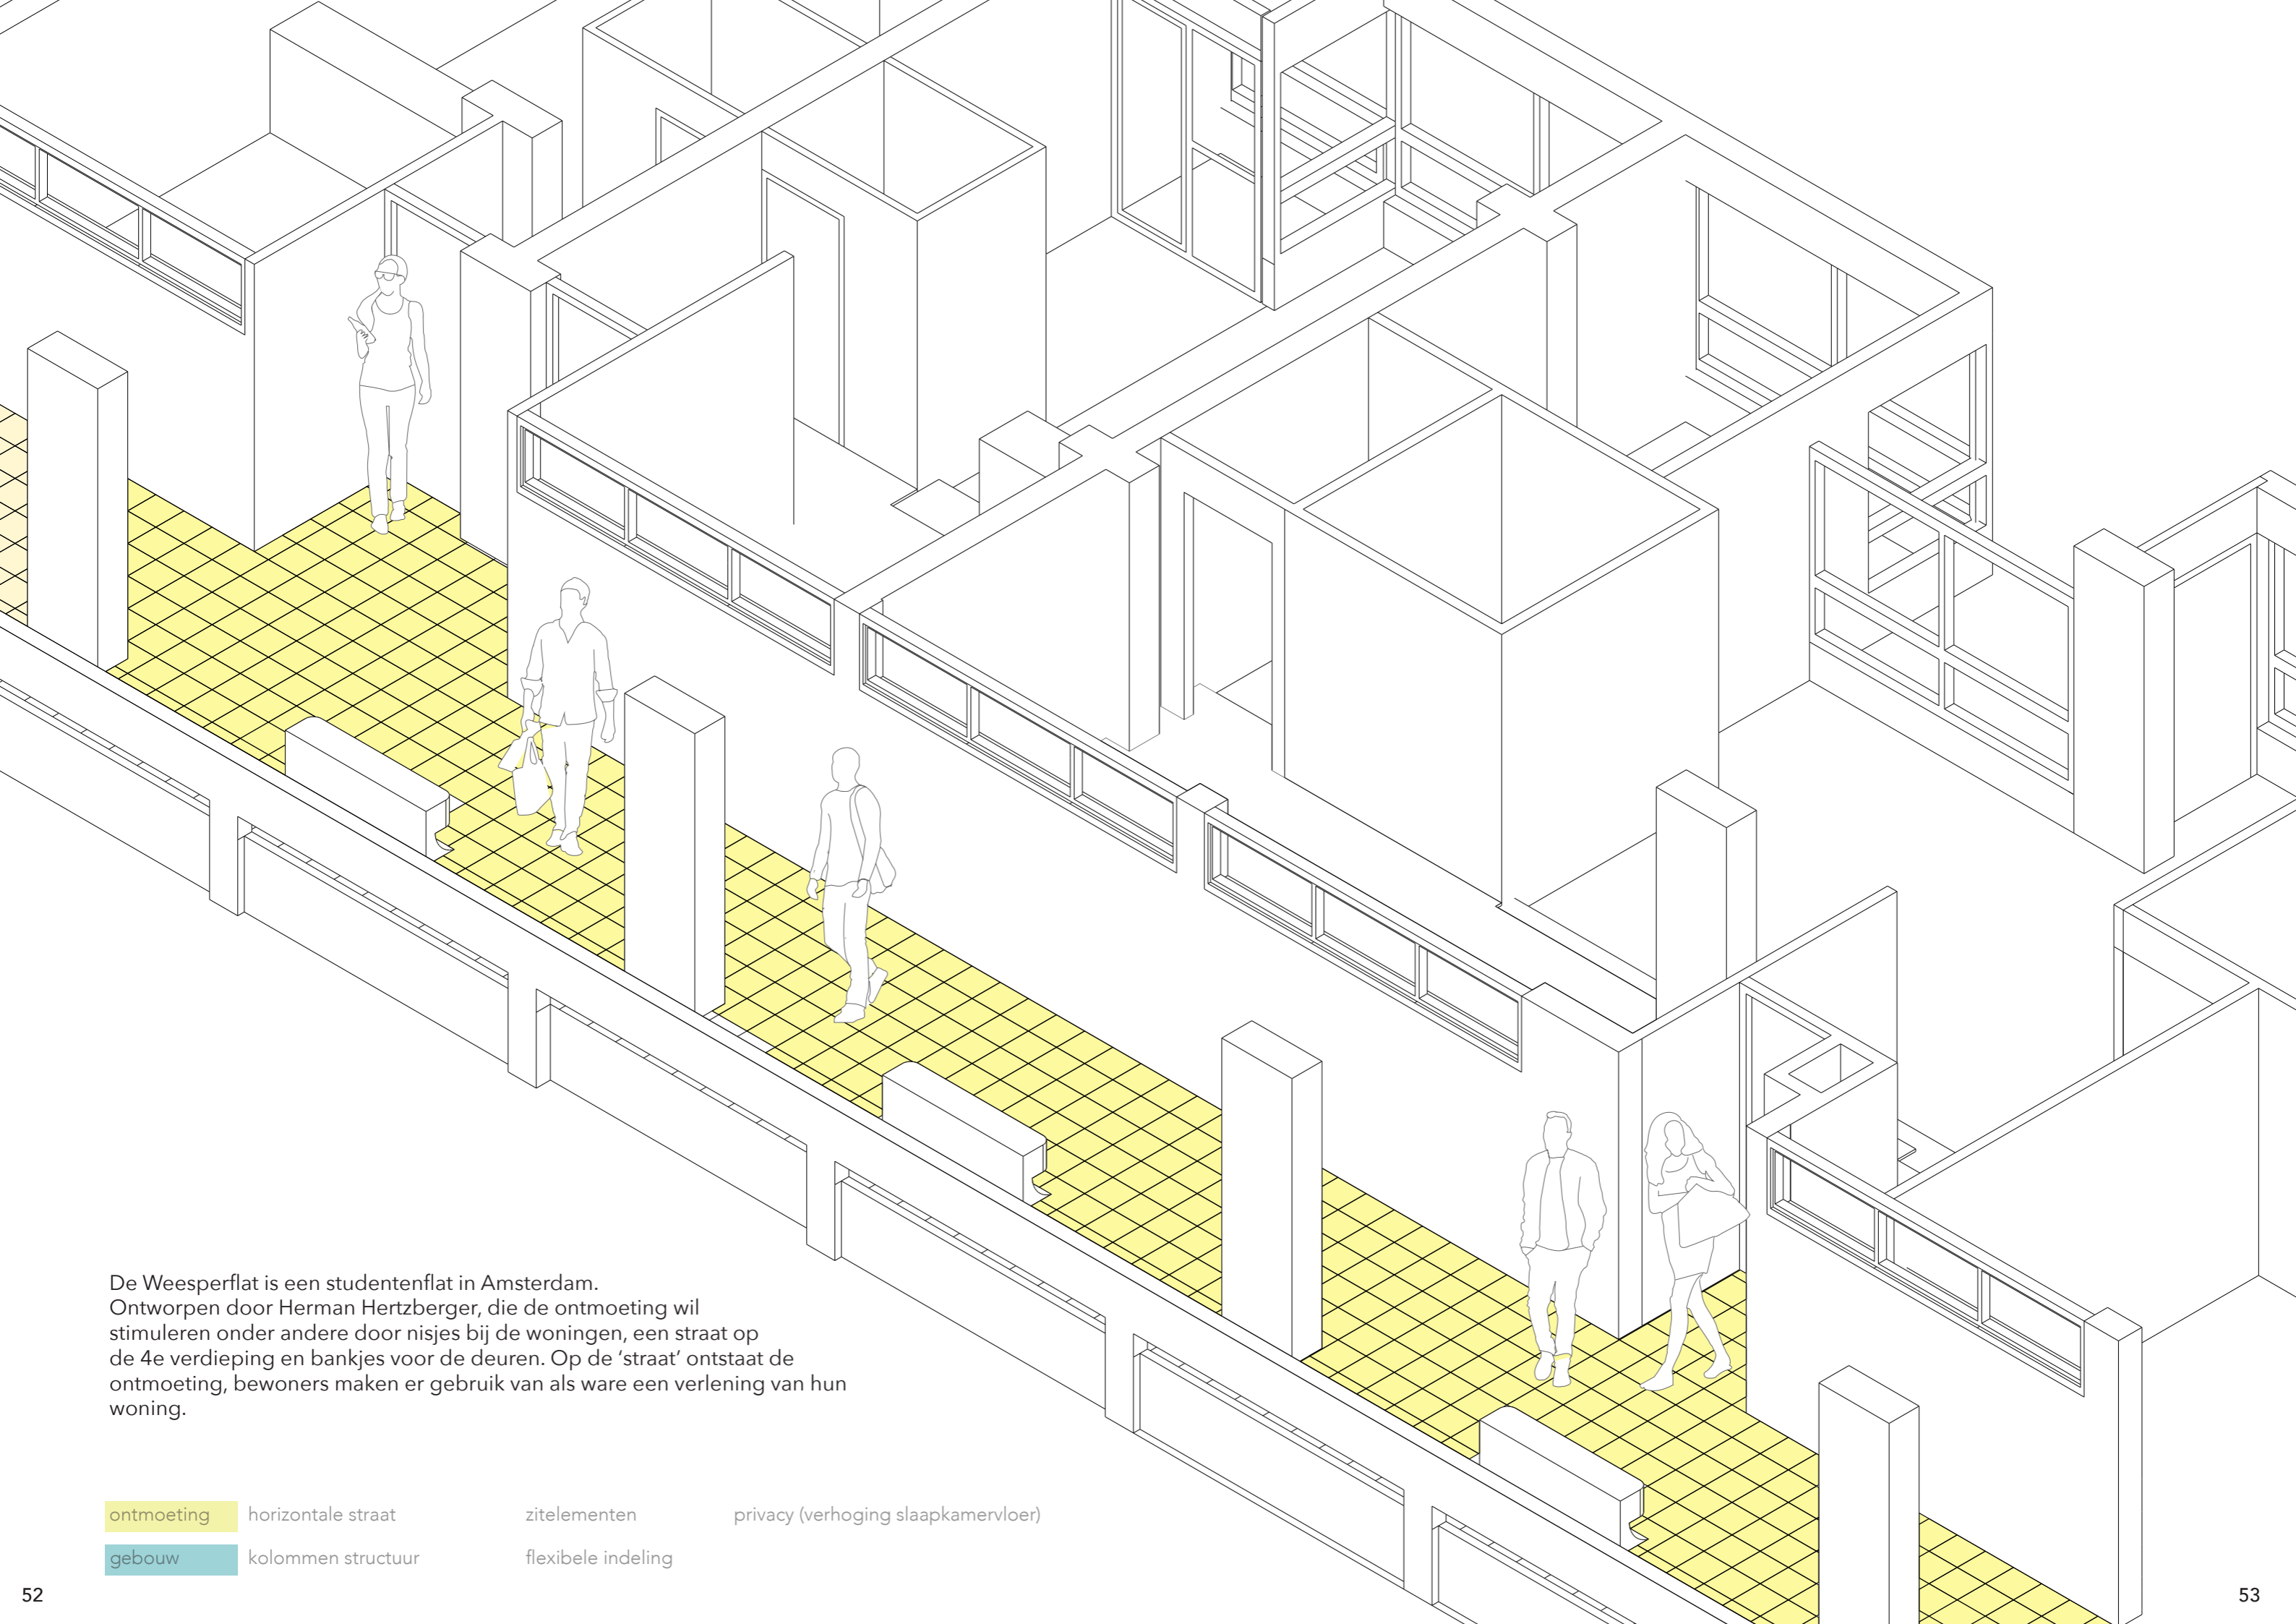 De Weesperflat is een studentenflat in Amsterdam.
Ontworpen door Herman Hertzberger, die de ontmoeting wil
stimuleren onder andere door nisjes bij de woningen, een straat op
de 4e verdieping en bankjes voor de deuren. Op de ‘straat’ ontstaat de
ontmoeting, bewoners maken er gebruik van als ware een verlening van hun
woning.
ontmoeting horizontale straat zitelementen privacy (verhoging slaapkamervloer)
gebouw kolommen structuur flexibele indeling
52 53